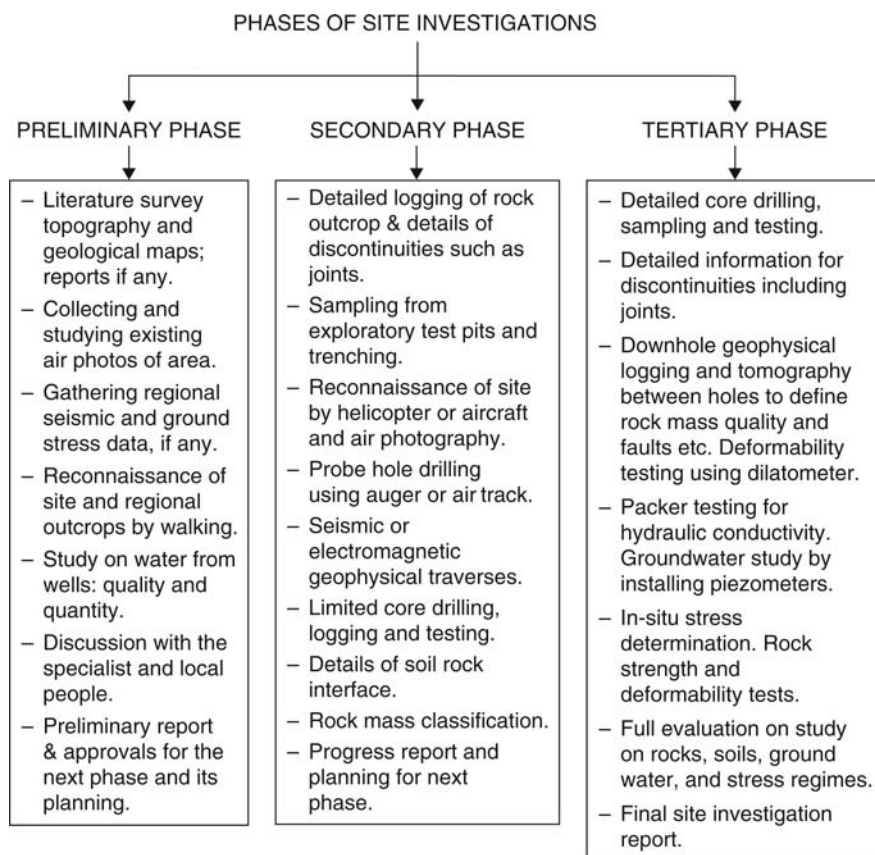 PHASES OF SITE INVESTIGATIONS
PRELIMINARY PHASE
– Literature survey
topography and
geological maps;
reports if any.
– Collecting and
studying existing
air photos of area.
– Gathering regional
seismic and ground
stress data, if any.
– Reconnaissance of
site and regional
outcrops by walking.
– Study on water from
wells: quality and
quantity.
– Discussion with the
specialist and local
people.
– Preliminary report
& approvals for the
next phase and its
planning.
SECONDARY PHASE
– Detailed logging of rock
outcrop & details of
discontinuities such as
joints.
– Sampling from
exploratory test pits and
trenching.
– Reconnaissance of site
by helicopter or aircraft
and air photography.
– Probe hole drilling
using auger or air track.
– Seismic or
electromagnetic
geophysical traverses.
– Limited core drilling,
logging and testing.
– Details of soil rock
interface.
– Rock mass classification.
– Progress report and
planning for next
phase.
TERTIARY PHASE
– Detailed core drilling,
sampling and testing.
– Detailed information for
discontinuities including
joints.
– Downhole geophysical
logging and tomography
between holes to define
rock mass quality and
faults etc. Deformability
testing using dilatometer.
– Packer testing for
hydraulic conductivity.
Groundwater study by
installing piezometers.
– In-situ stress
determination. Rock
strength and
deformability tests.
– Full evaluation on study
on rocks, soils, ground
water, and stress regimes.
– Final site investigation
report.